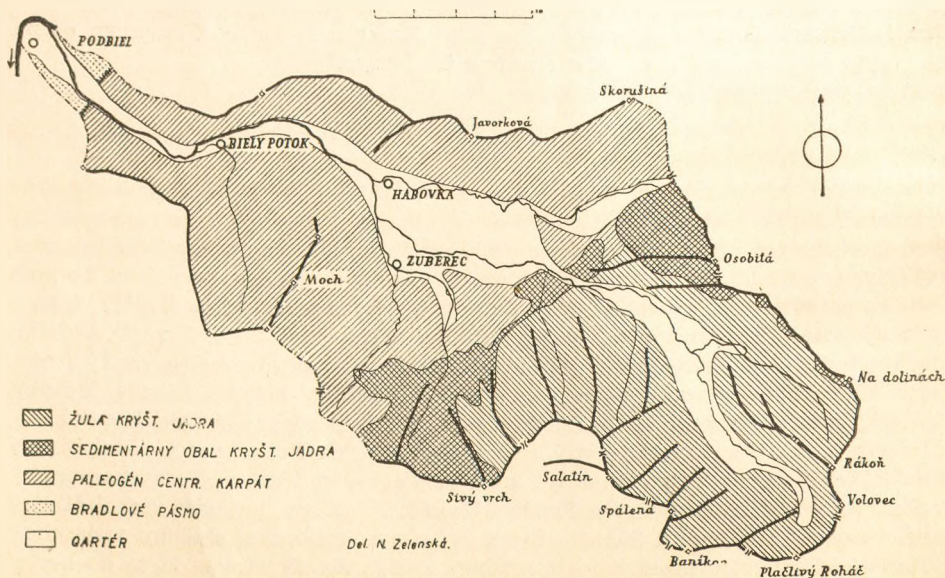 PODBIEL
Skorušiná
Javorková
BIELY POTOK
HABOVKA
Osobitá
ZUBEREC
Moch
Na dolinách
ŽULA KRYŠT. JADRA
SEDIMENTÁRNY OBAL KRYŠT. JADRA
PALEOGÉN CENTR. KARPÁT
BRADLOVÉ PÁSMO
QARTÉR
Sivý vrch
Salatín
Spálená
Rákoň
Volovec
Baníkov
Plačlivý Roháč
Del. N. Zelenská.